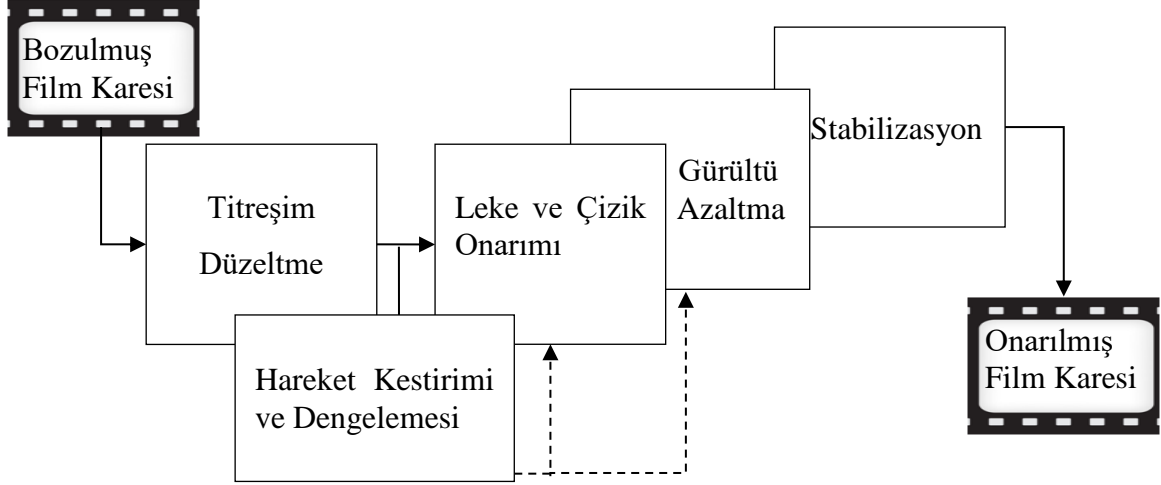 Bozulmuş
Film Karesi
Titreşim
Düzeltme
Hareket Kestirimi
ve Dengelemesi
Leke ve Çizik
Onarımı
Gürültü
Azaltma
Stabilizasyon
Onarılmış
Film Karesi